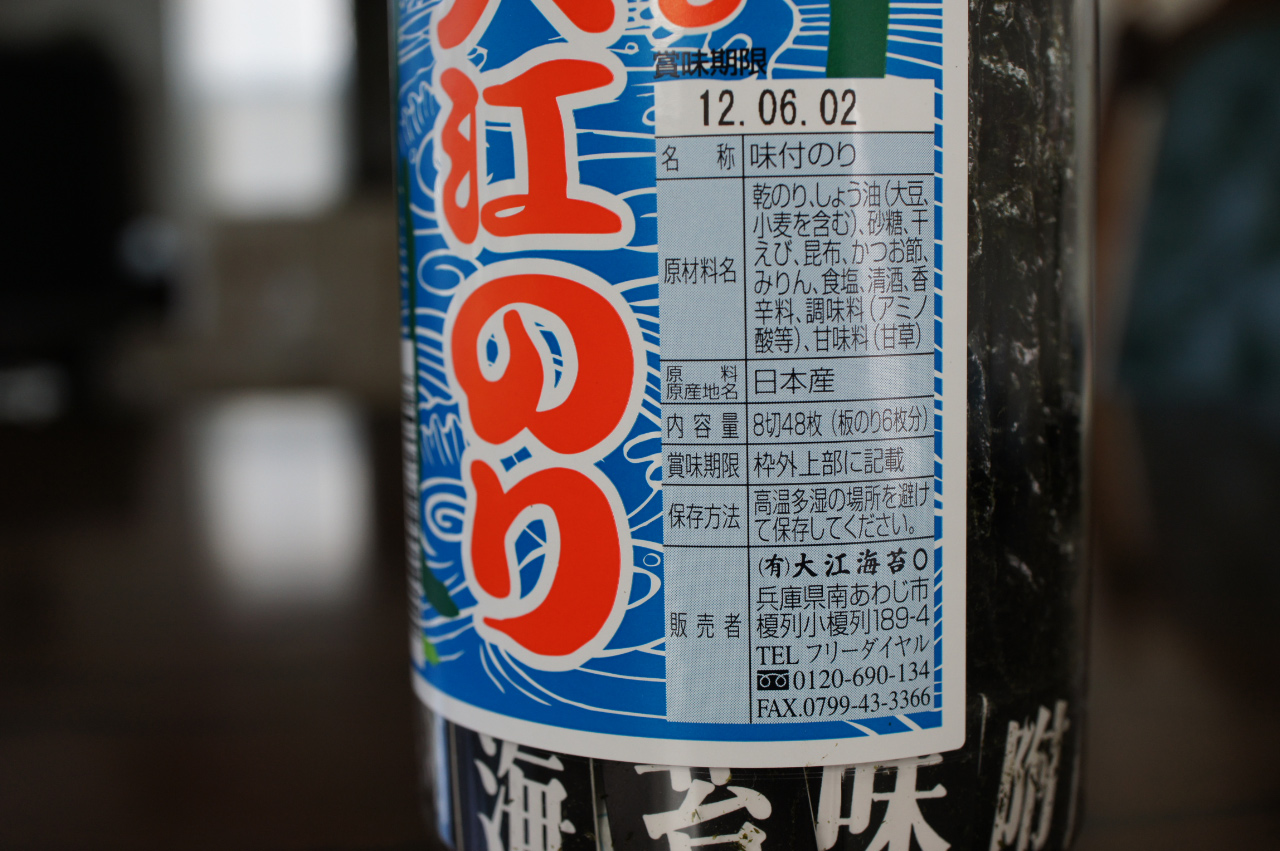 大江のり
賞味期限
12.06.02
名称 味付のり
原材料名 乾のり、しょう油(大豆、
小麦を含む)、砂糖、干
えび、昆布、かつお節、
みりん、食塩、清酒、香
辛料、調味料(アミノ
酸等)、甘味料(甘草)
原料
原産地名 日本産
内容量 8切48枚(板のり6枚分)
賞味期限 枠外上部に記載
保存方法 高温多湿の場所を避け
て保存してください。
販売者 (有)大江海苔O
兵庫県南あわじ市
榎列小榎列189-4
TEL フリーダイヤル
0120-690-134
FAX.0799-43-3366
海苔味附